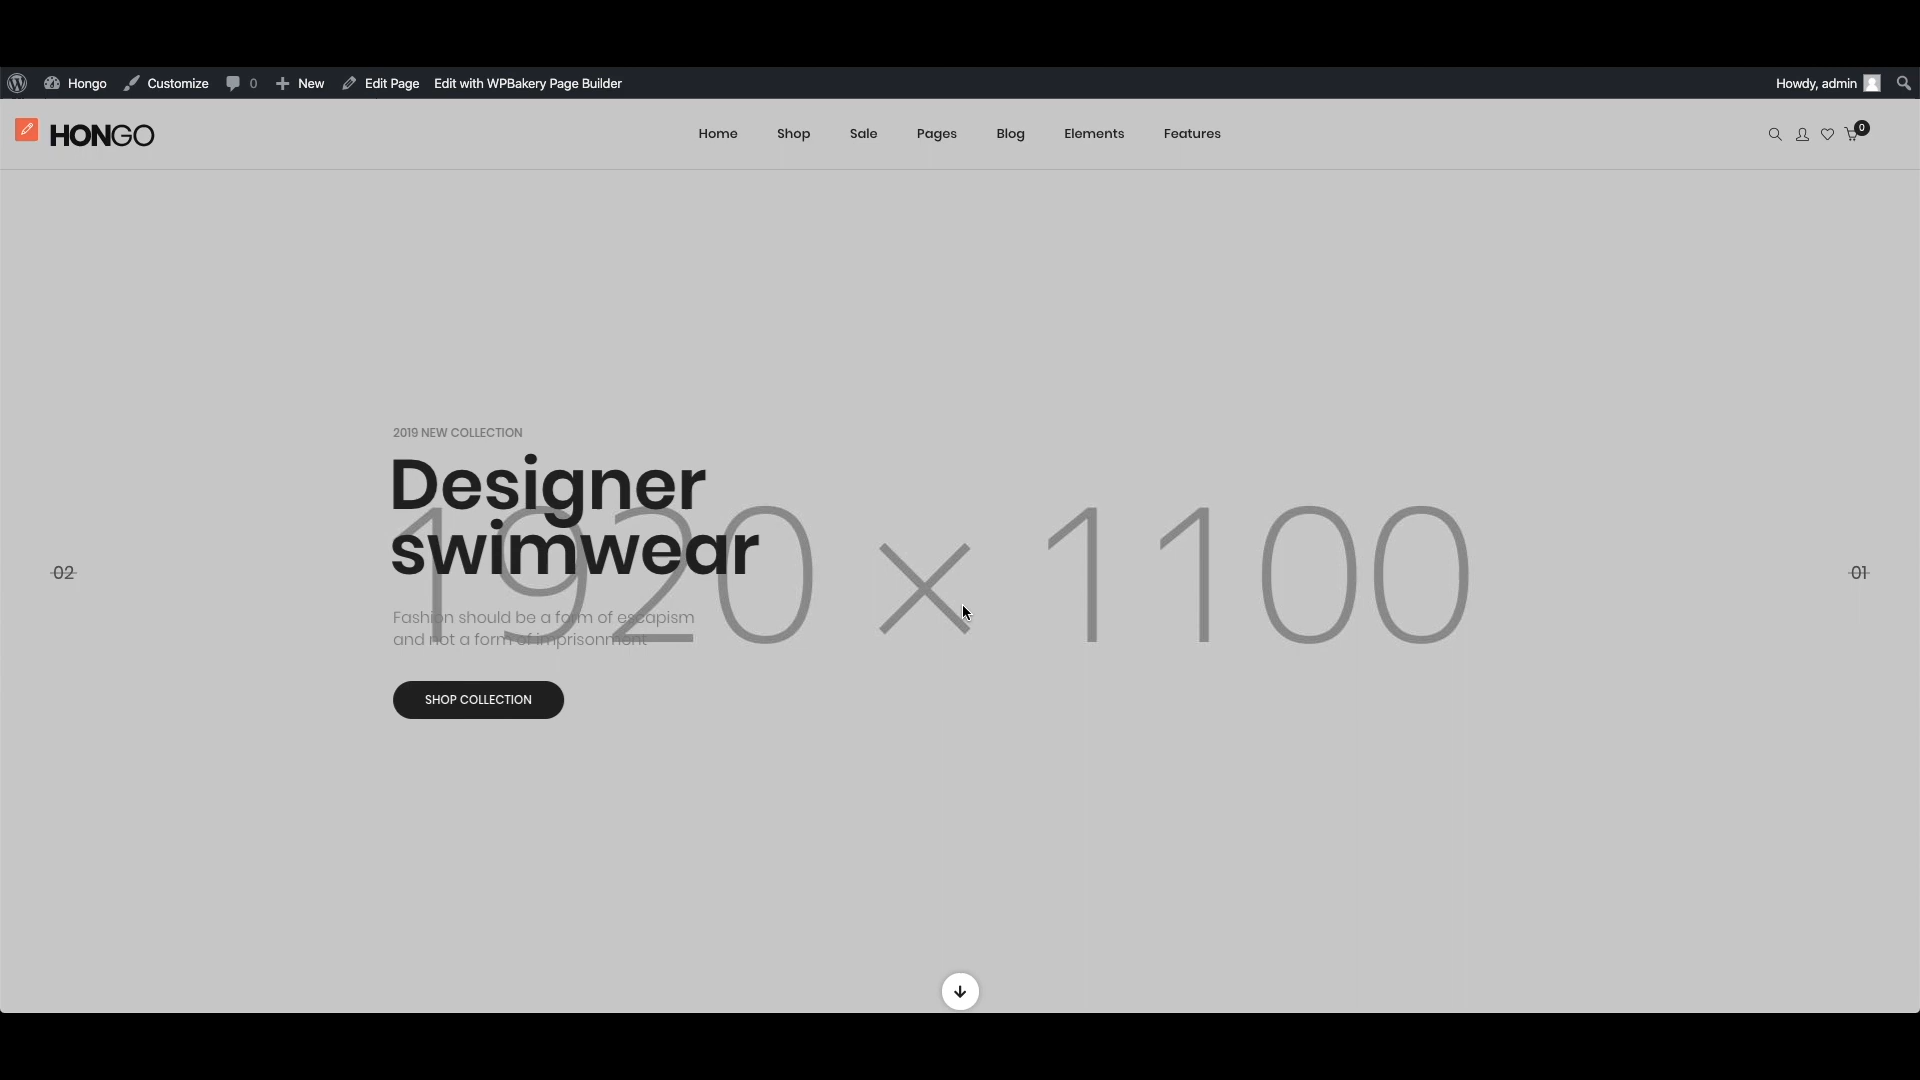 Hongo Customize 0 New Edit Page Edit with WPBakery Page Builder Howdy, admin
HONGO Home Shop Sale Pages Blog Elements Features 0
2019 NEW COLLECTION
Designer
swimwear
1920 × 1100
02
01
Fashion should be a form of escapism
and not a form of imprisonment
SHOP COLLECTION